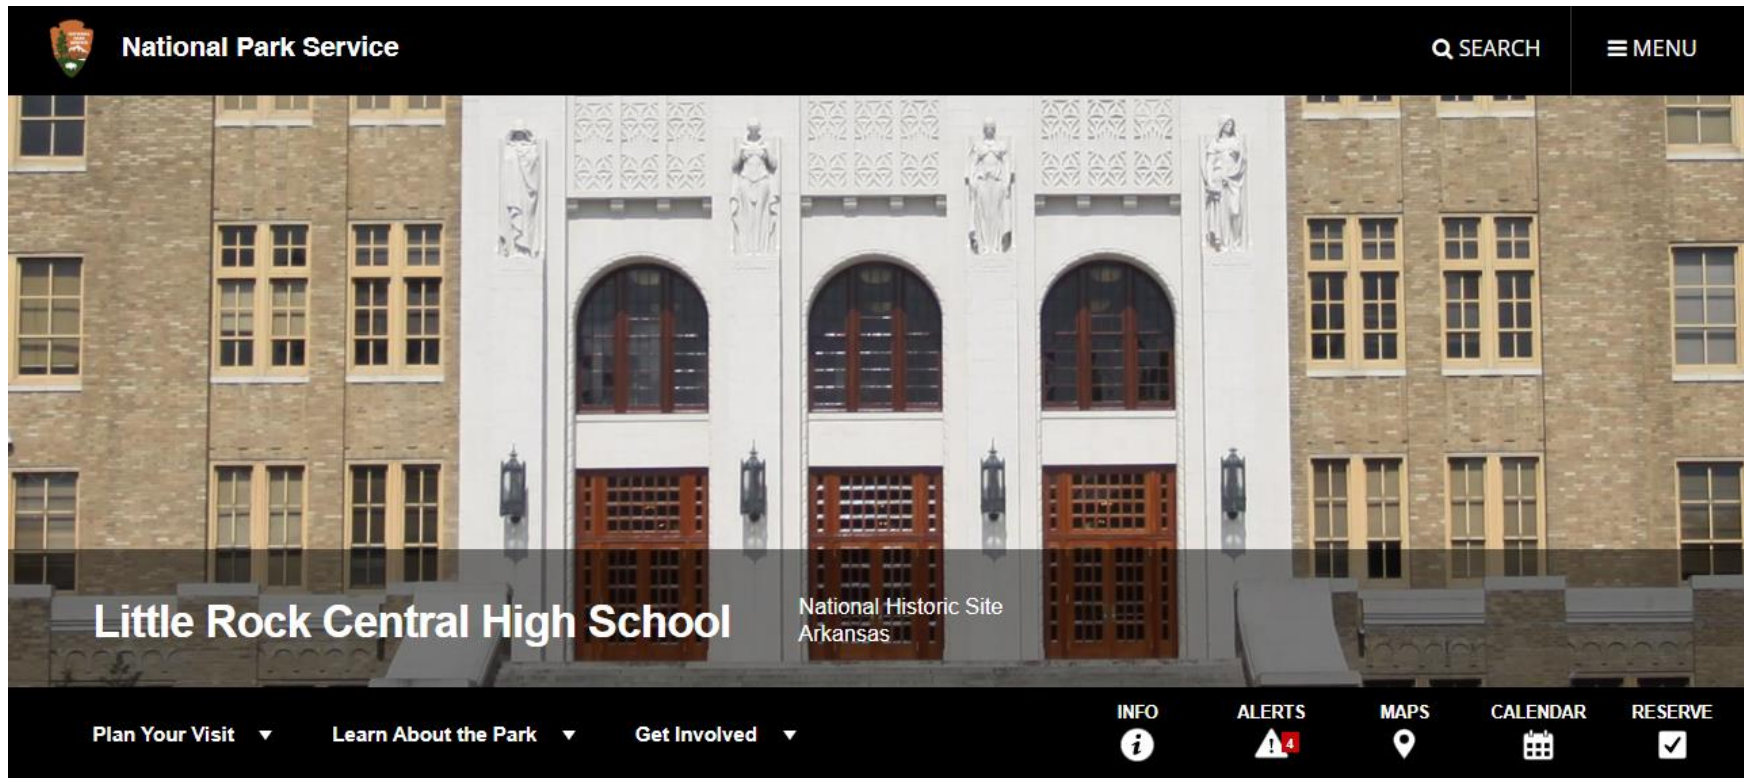 National Park Service
SEARCH
MENU
Little Rock Central High School
National Historic Site
Arkansas
Plan Your Visit
Learn About the Park
Get Involved
INFO
ALERTS
4
MAPS
CALENDAR
RESERVE